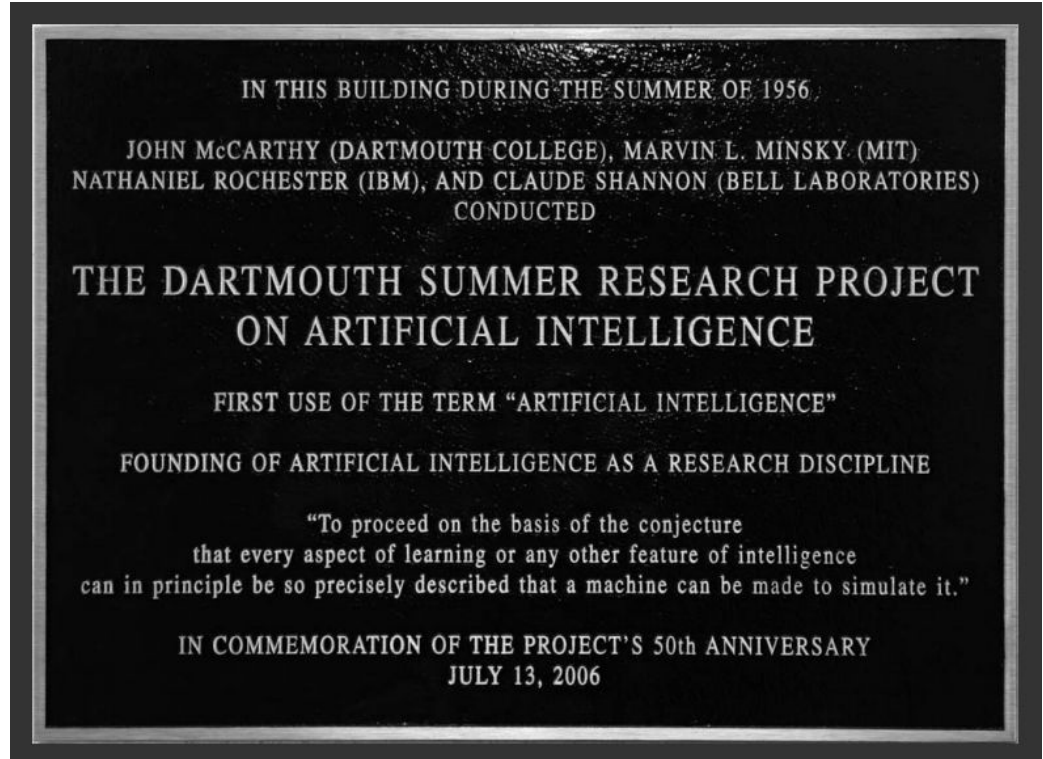 IN THIS BUILDING DURING THE SUMMER OF 1956
JOHN McCARTHY (DARTMOUTH COLLEGE), MARVIN L. MINSKY (MIT)
NATHANIEL ROCHESTER (IBM), AND CLAUDE SHANNON (BELL LABORATORIES)
CONDUCTED
THE DARTMOUTH SUMMER RESEARCH PROJECT
ON ARTIFICIAL INTELLIGENCE
FIRST USE OF THE TERM “ARTIFICIAL INTELLIGENCE”
FOUNDING OF ARTIFICIAL INTELLIGENCE AS A RESEARCH DISCIPLINE
“To proceed on the basis of the conjecture
that every aspect of learning or any other feature of intelligence
can in principle be so precisely described that a machine can be made to simulate it.”
IN COMMEMORATION OF THE PROJECT’S 50th ANNIVERSARY
JULY 13, 2006